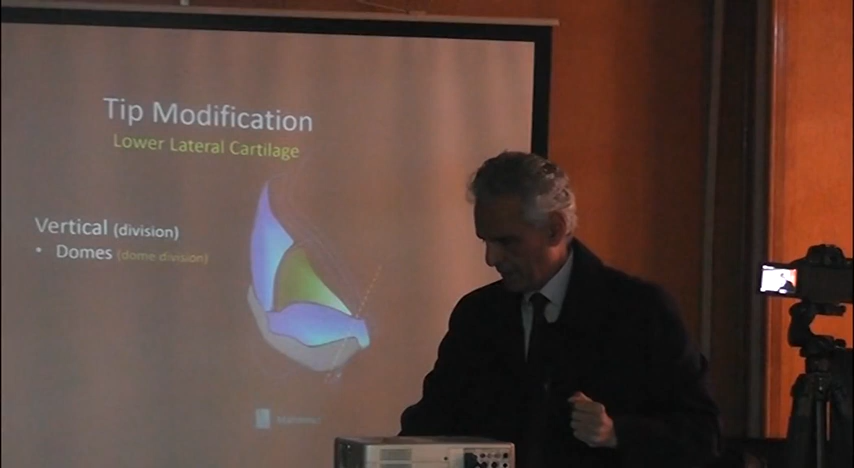 Tip Modification
Lower Lateral Cartilage
Vertical (division)
• Domes (dome division)